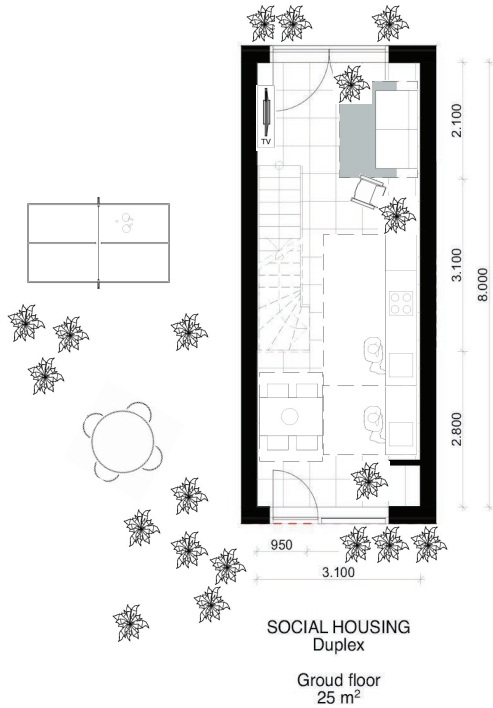 TV
2.100
3.100
8.000
2.800
950
3.100
SOCIAL HOUSING
Duplex
Groud floor
25 m²